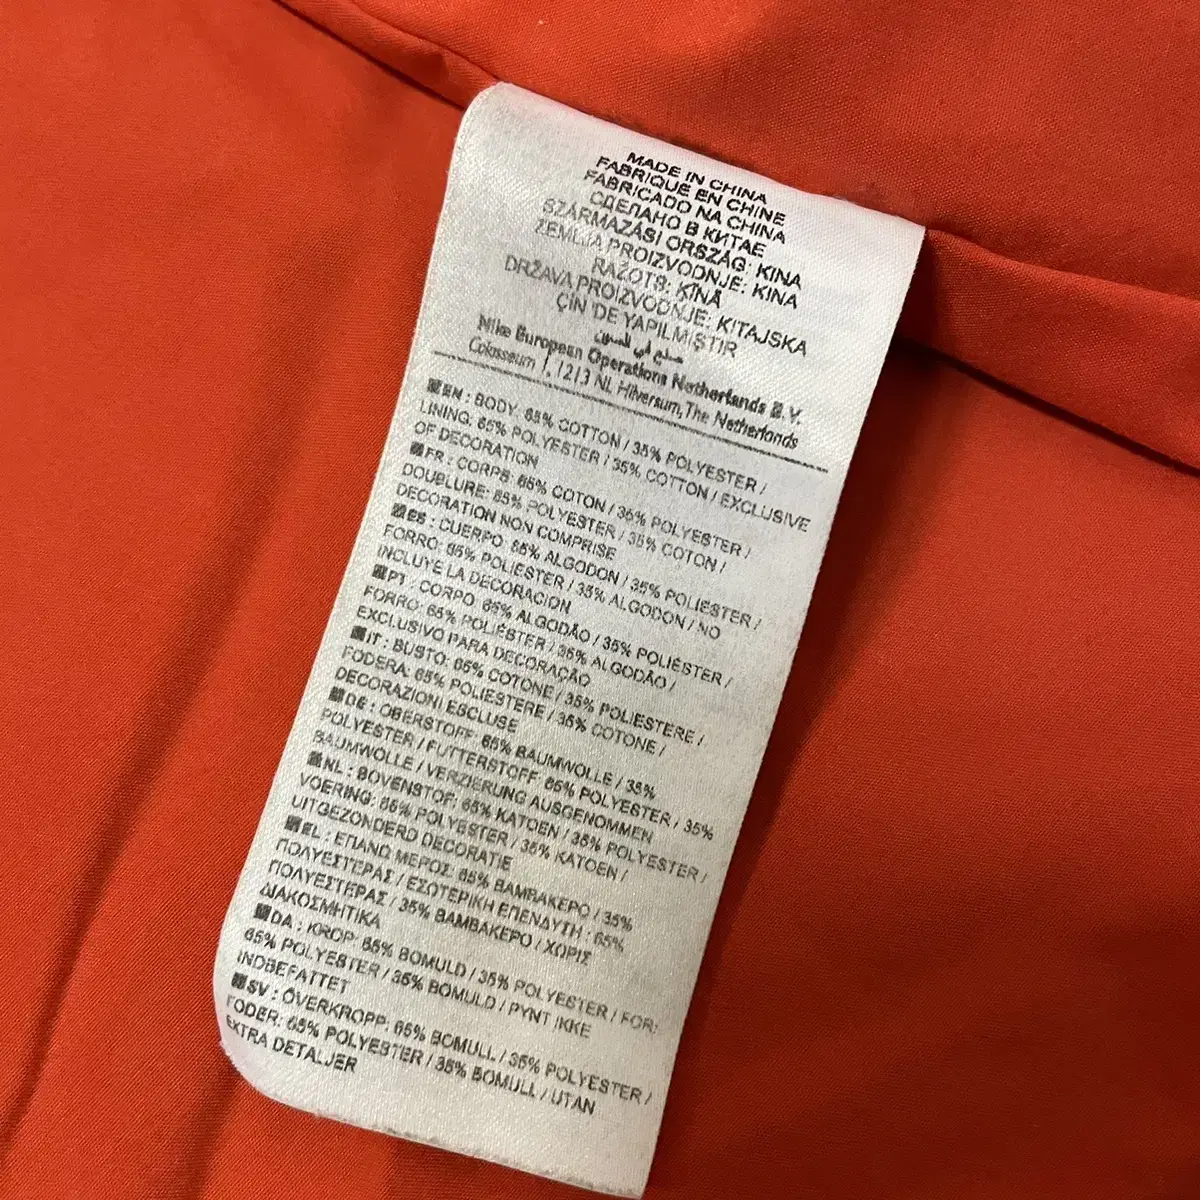 MADE IN CHINA
FABRIQUE EN CHINE
FABRICADO NA CHINA
СДЕЛАНО В КИТАЕ
SZÁRMAZÁSI ORSZÁG: KINA
ZEMLJA PROIZVODNJE: KINA
RAŽOTS: ĶĪNĀ
DRŽAVA PROIZVODNJE: KITAJSKA
ÇİN'DE YAPILMIŞTIR
صنع في الصين
Nike European Operations Netherlands B.V.
Colosseum 1, 1213 NL Hilversum, The Netherlands
EN : BODY: 65% COTTON / 35% POLYESTER /
LINING: 65% POLYESTER / 35% COTTON / EXCLUSIVE
OF DECORATION
FR : CORPS: 65% COTON / 35% POLYESTER /
DOUBLURE: 65% POLYESTER / 35% COTON /
DECORATION NON COMPRISE
ES : CUERPO: 65% ALGODON / 35% POLIESTER /
FORRO: 65% POLIESTER / 35% ALGODON / NO
INCLUYE LA DECORACION
PT : CORPO: 65% ALGODÃO / 35% POLIÉSTER /
FORRO: 65% POLIÉSTER / 35% ALGODÃO /
EXCLUSIVO PARA DECORAÇÃO
IT : BUSTO: 65% COTONE / 35% POLIESTERE /
FODERA: 65% POLIESTERE / 35% COTONE /
DECORAZIONI ESCLUSE
DE : OBERSTOFF: 65% BAUMWOLLE / 35%
POLYESTER / FUTTERSTOFF: 65% POLYESTER / 35%
BAUMWOLLE / VERZIERUNG AUSGENOMMEN
NL : BOVENSTOF: 65% KATOEN / 35% POLYESTER /
VOERING: 65% POLYESTER / 35% KATOEN /
UITGEZONDERD DECORATIE
EL : ΕΠΑΝΩ ΜΕΡΟΣ: 65% ΒΑΜΒΑΚΕΡΟ / 35%
ΠΟΛΥΕΣΤΕΡΑΣ / ΕΣΩΤΕΡΙΚΗ ΕΠΕΝΔΥΤΗ : 65%
ΠΟΛΥΕΣΤΕΡΑΣ / 35% ΒΑΜΒΑΚΕΡΟ / ΧΩΡΙΣ
ΔΙΑΚΟΣΜΗΤΙΚΑ
DA : KROP: 65% BOMULD / 35% POLYESTER / FOR:
65% POLYESTER / 35% BOMULD / PYNT IKKE
INDBEFATTET
SV : ÖVERKROPP: 65% BOMULL / 35% POLYESTER /
FODER: 65% POLYESTER / 35% BOMULL / UTAN
EXTRA DETALJER